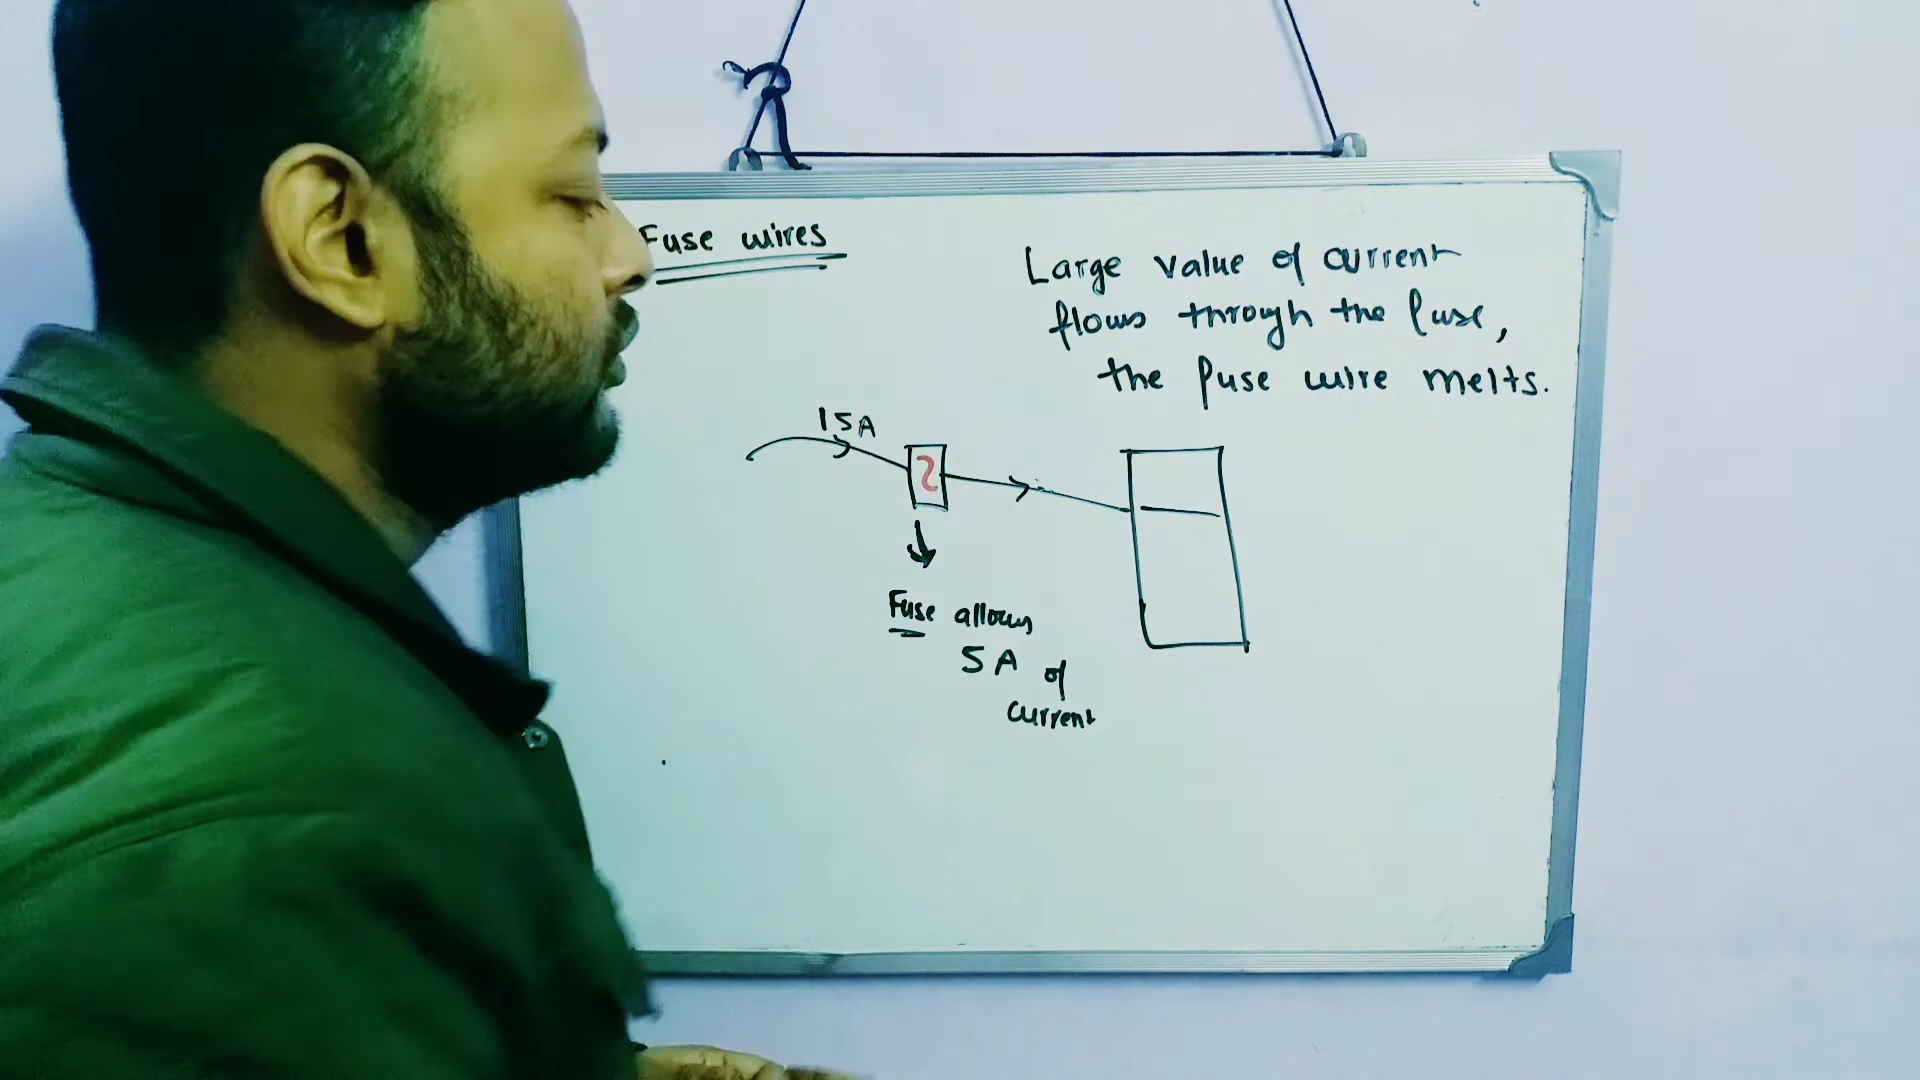 Fuse wires
Large value of current
flows through the fuse,
the fuse wire melts.
15A
Fuse allows
5A of
current